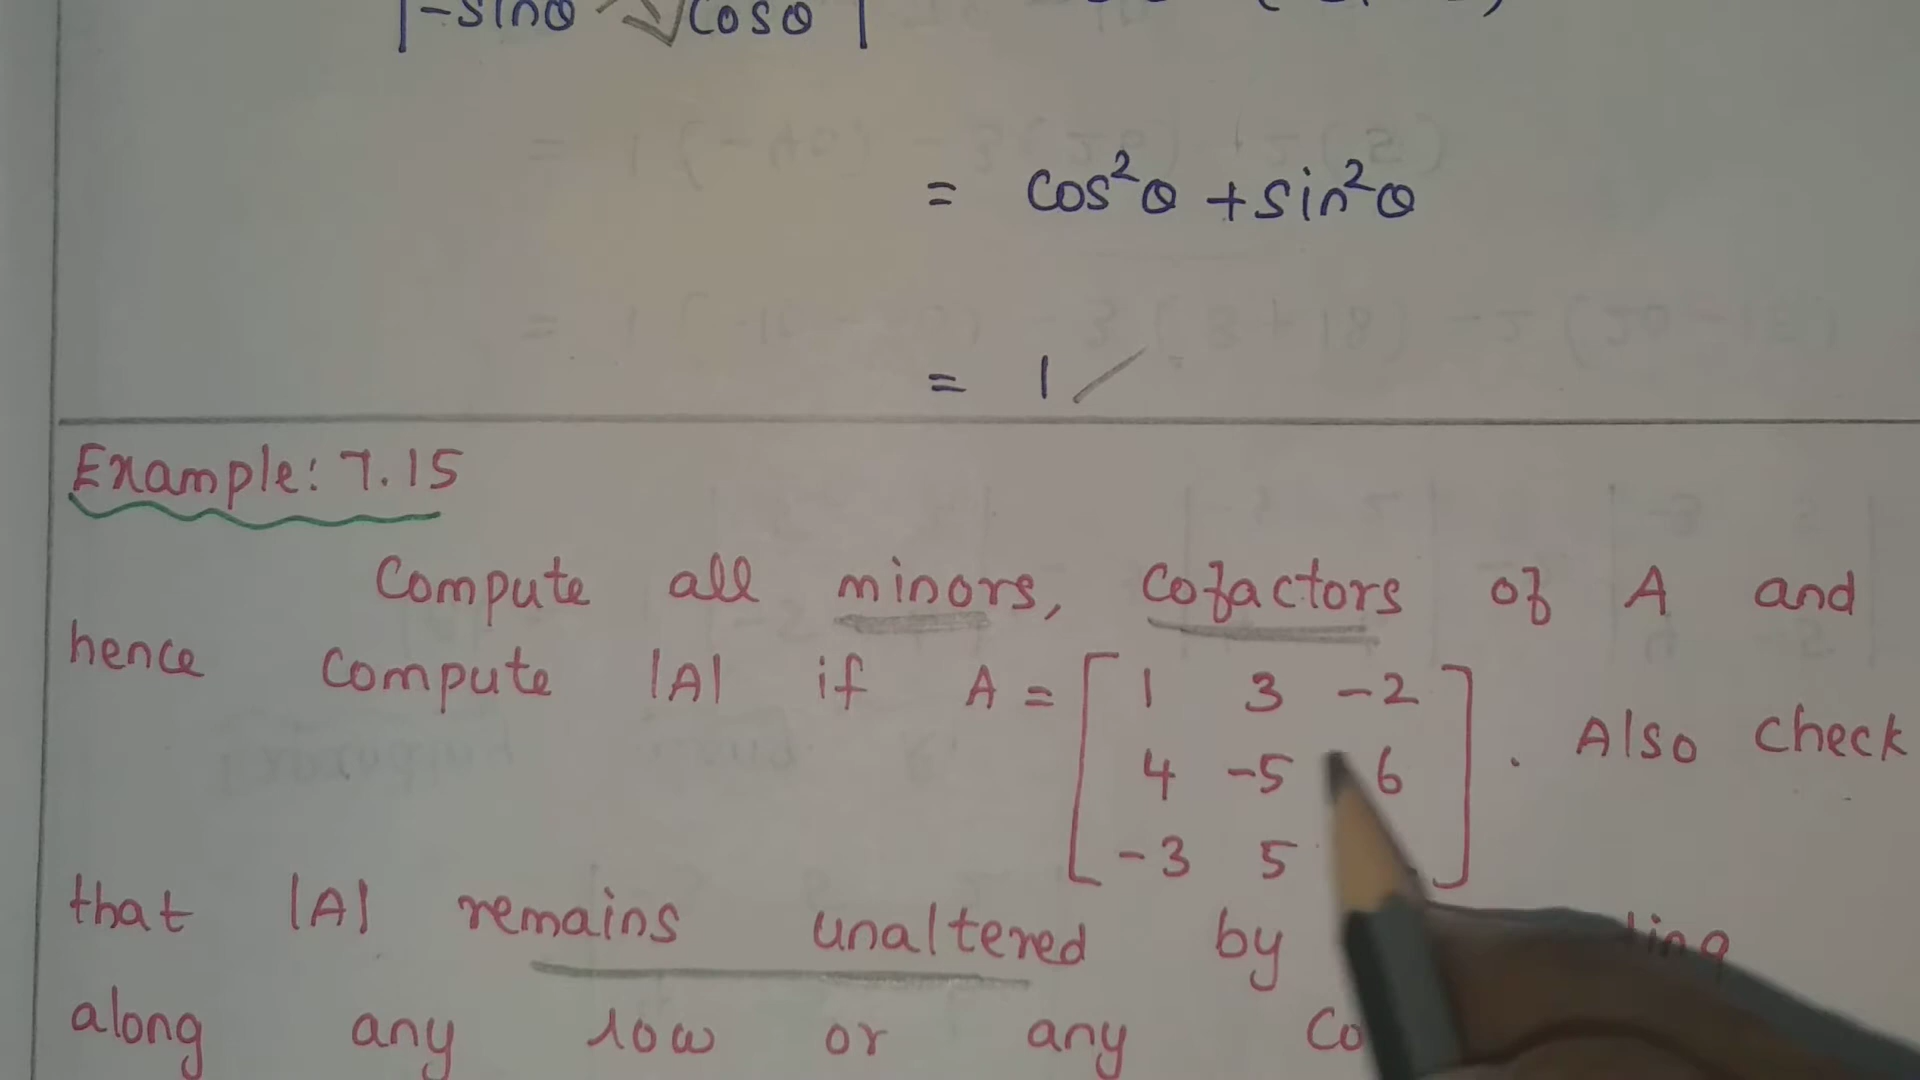 -sinθ cosθ
= cos²θ + sin²θ
= 1
Example: 7.15
Compute all minors, cofactors of A and
hence compute |A| if A = [ 1 3 -2
4 -5 6
-3 5 ] . Also check
that |A| remains unaltered by
along any row or any